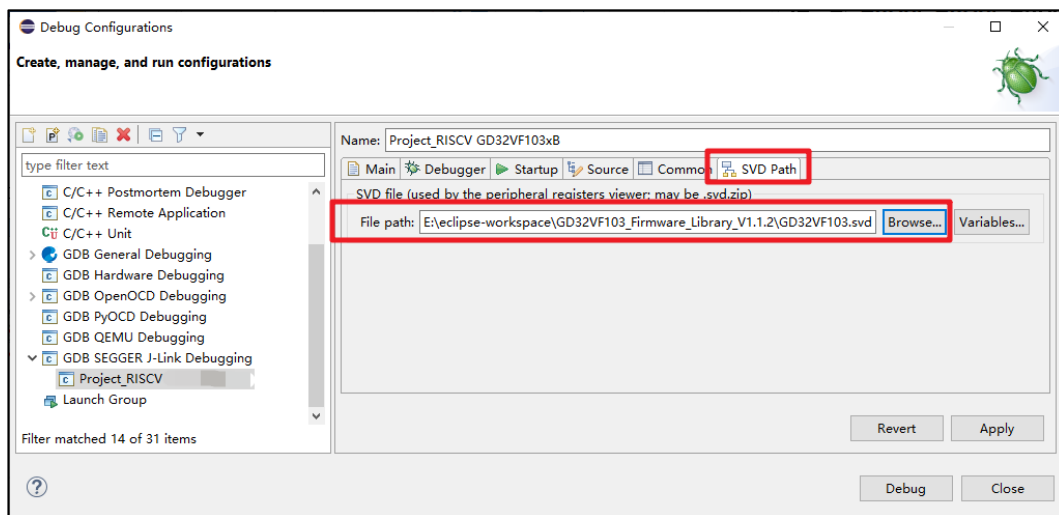 Debug Configurations
Create, manage, and run configurations
type filter text
C/C++ Postmortem Debugger
C/C++ Remote Application
C/C++ Unit
GDB General Debugging
GDB Hardware Debugging
GDB OpenOCD Debugging
GDB PyOCD Debugging
GDB QEMU Debugging
GDB SEGGER J-Link Debugging
Project_RISCV
Launch Group
Filter matched 14 of 31 items
Name: Project_RISCV GD32VF103xB
Main Debugger Startup Source Common SVD Path
SVD file (used by the peripheral registers viewer; may be .svd.zip)
File path: E:\eclipse-workspace\GD32VF103_Firmware_Library_V1.1.2\GD32VF103.svd Browse... Variables...
Revert Apply
Debug Close